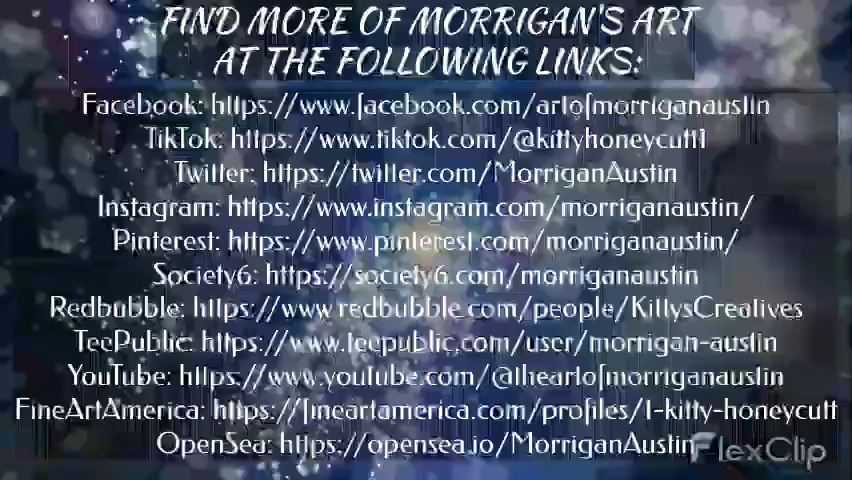 FIND MORE OF MORRIGAN'S ART
AT THE FOLLOWING LINKS:
Facebook: https://www.facebook.com/artofmorriganaustin
TikTok: https://www.tiktok.com/@kittyhoneycutt1
Twitter: https://twitter.com/MorriganAustin
Instagram: https://www.instagram.com/morriganaustin/
Pinterest: https://www.pinterest.com/morriganaustin/
Society6: https://society6.com/morriganaustin
Redbubble: https://www.redbubble.com/people/KittysCreatives
TeePublic: https://www.teepublic.com/user/morrigan-austin
YouTube: https://www.youtube.com/@theartofmorriganaustin
FineArtAmerica: https://fineartamerica.com/profiles/1-kitty-honeycutt
OpenSea: https://opensea.io/MorriganAustin
FlexClip